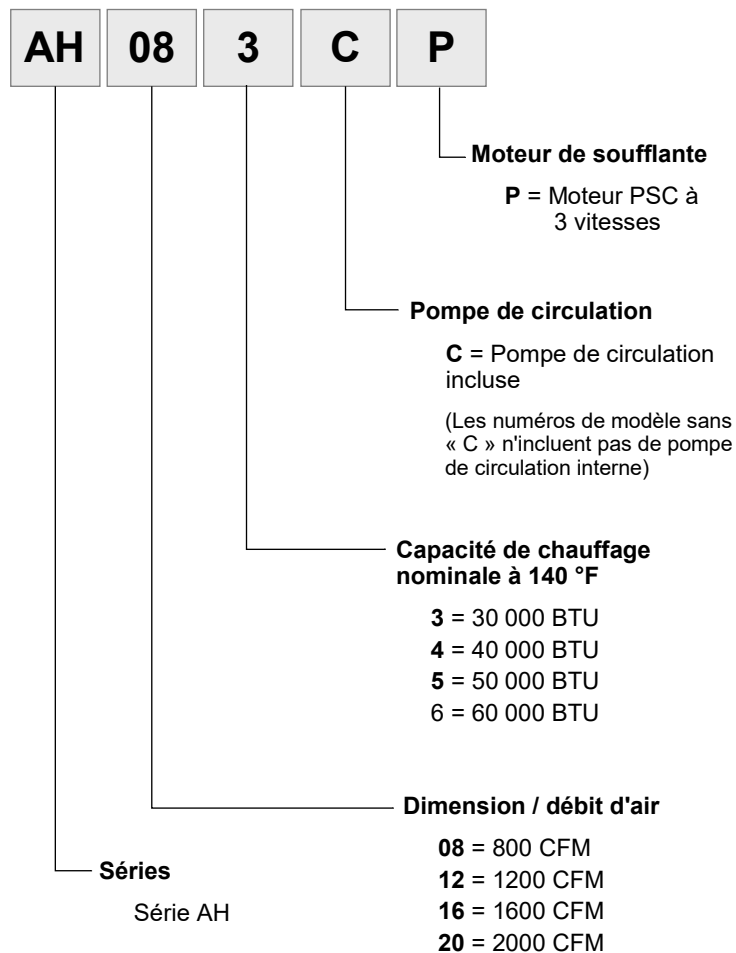 AH 08 3 C P
Moteur de soufflante
P = Moteur PSC à
3 vitesses
Pompe de circulation
C = Pompe de circulation
incluse
(Les numéros de modèle sans
« C » n'incluent pas de pompe
de circulation interne)
Capacité de chauffage
nominale à 140 °F
3 = 30 000 BTU
4 = 40 000 BTU
5 = 50 000 BTU
6 = 60 000 BTU
Dimension / débit d'air
08 = 800 CFM
12 = 1200 CFM
16 = 1600 CFM
20 = 2000 CFM
Séries
Série AH